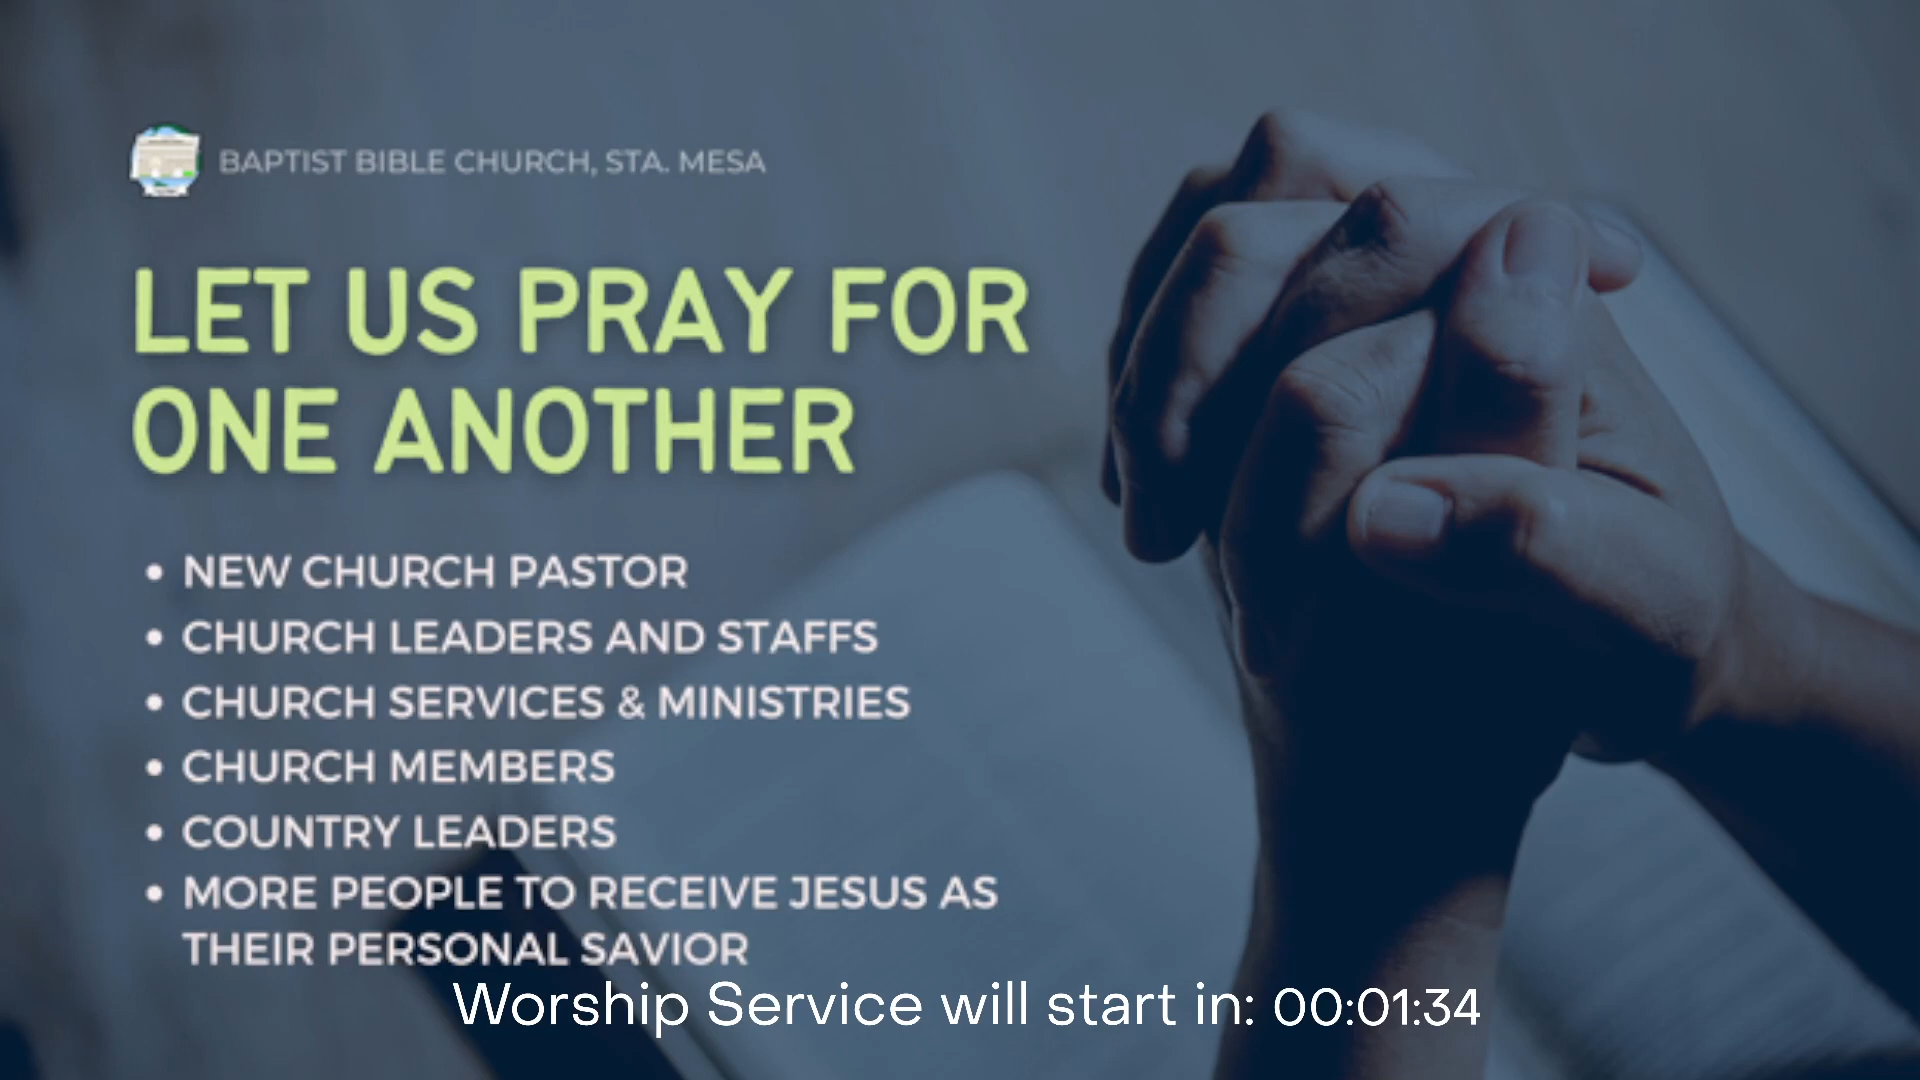 BAPTIST BIBLE CHURCH, STA. MESA
LET US PRAY FOR
ONE ANOTHER
• NEW CHURCH PASTOR
• CHURCH LEADERS AND STAFFS
• CHURCH SERVICES & MINISTRIES
• CHURCH MEMBERS
• COUNTRY LEADERS
• MORE PEOPLE TO RECEIVE JESUS AS
THEIR PERSONAL SAVIOR
Worship Service will start in: 00:01:34